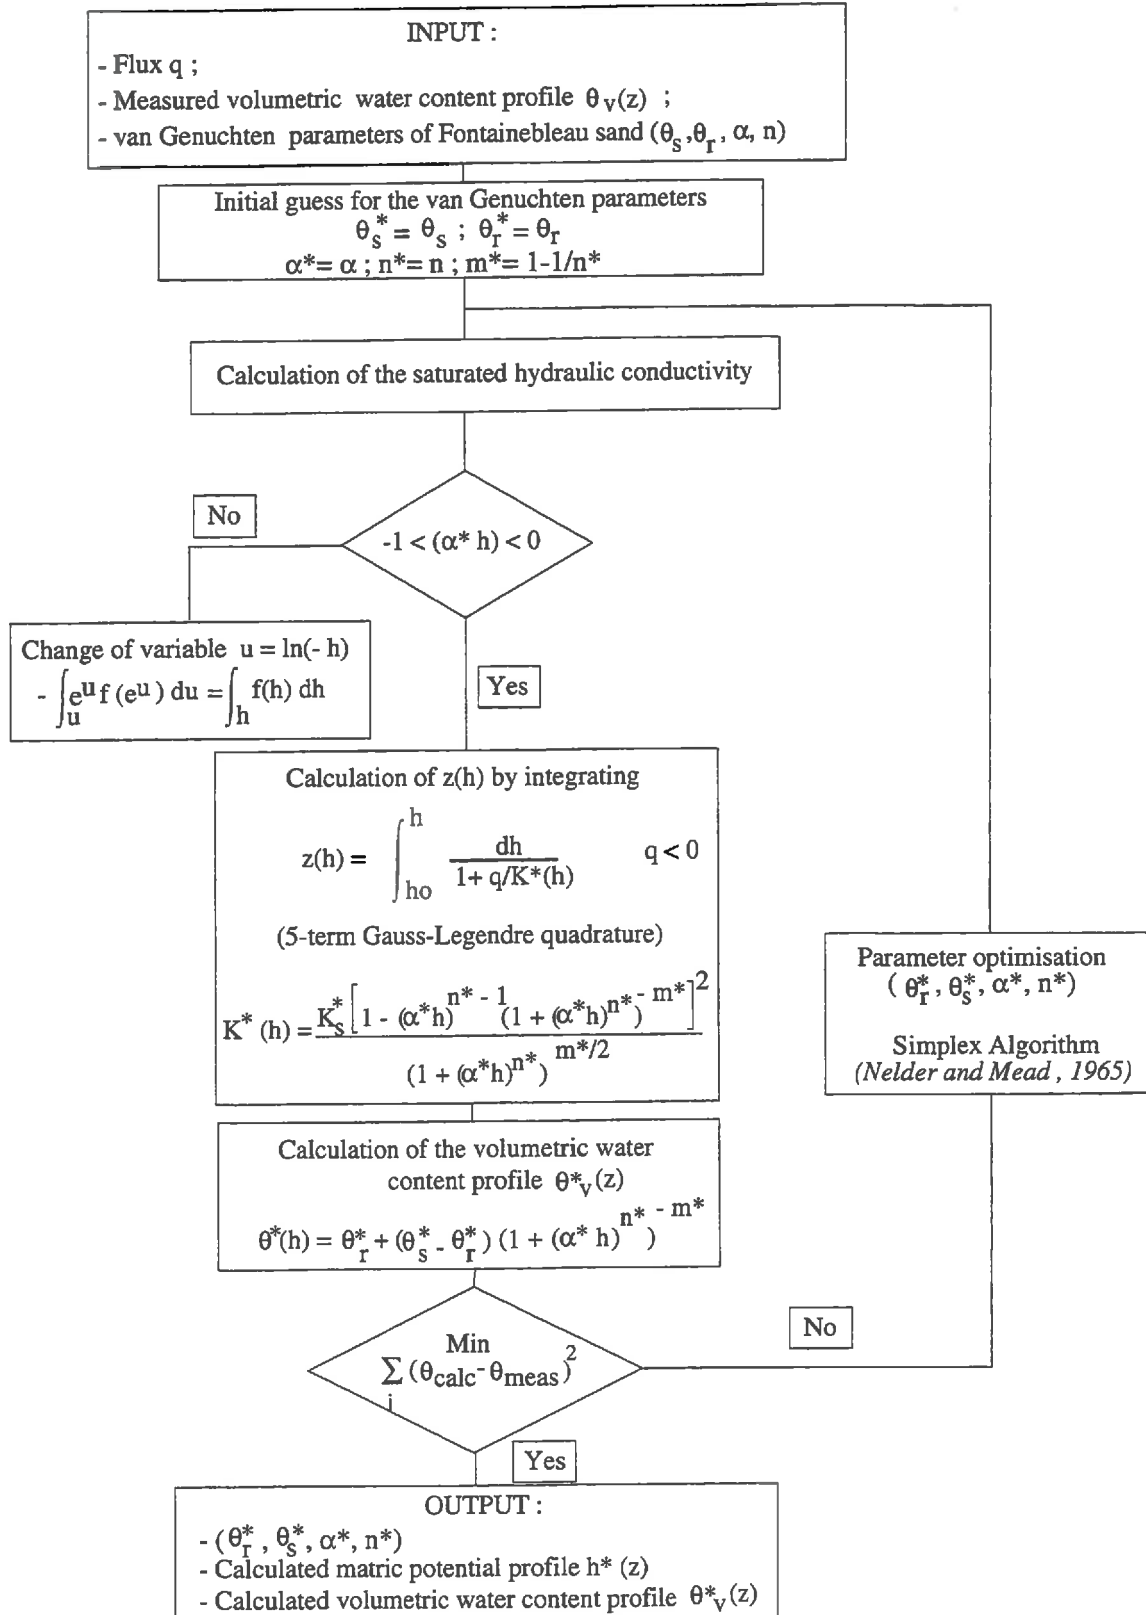 INPUT :
- Flux q ;
- Measured volumetric water content profile θ_v(z) ;
- van Genuchten parameters of Fontainebleau sand (θ_s,θ_r, α, n)
Initial guess for the van Genuchten parameters
θ_s^* = θ_s ; θ_r^* = θ_r
α*= α ; n*= n ; m*= 1-1/n*
Calculation of the saturated hydraulic conductivity
No
-1 < (α* h) < 0
Change of variable u = ln(- h)
- ∫_u e^u f (e^u) du = ∫_h f(h) dh
Yes
Calculation of z(h) by integrating
z(h) = ∫_ho^h dh / (1+ q/K*(h)) q < 0
(5-term Gauss-Legendre quadrature)
K* (h) = K_s^* [1 - (α*h)^(n* - 1) (1 + (α*h)^n*)^(- m*)]^2 / (1 + (α*h)^n*)^(m*/2)
Parameter optimisation
( θ_r^*, θ_s^*, α*, n*)
Simplex Algorithm
(Nelder and Mead , 1965)
Calculation of the volumetric water
content profile θ*_v(z)
θ*(h) = θ_r^* + (θ_s^* - θ_r^*) (1 + (α* h)^n*)^(- m*)
Min
∑_i (θ_calc - θ_meas)^2
No
Yes
OUTPUT :
- (θ_r^*, θ_s^*, α*, n*)
- Calculated matric potential profile h* (z)
- Calculated volumetric water content profile θ*_v(z)